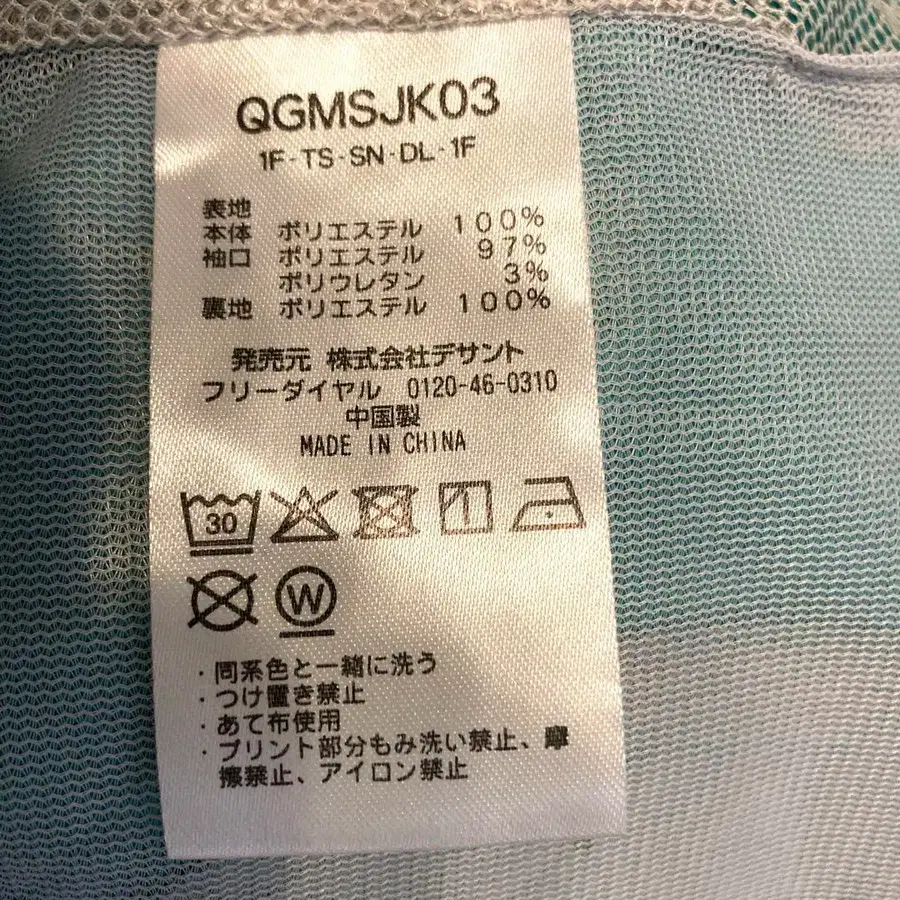 QGMSJK03
1F-TS-SN-DL-1F
表地
本体 ポリエステル 100%
袖口 ポリエステル 97%
ポリウレタン 3%
裏地 ポリエステル 100%
発売元 株式会社デサント
フリーダイヤル 0120-46-0310
中国製
MADE IN CHINA
30
W
・同系色と一緒に洗う
・つけ置き禁止
・あて布使用
・プリント部分もみ洗い禁止、摩
擦禁止、アイロン禁止